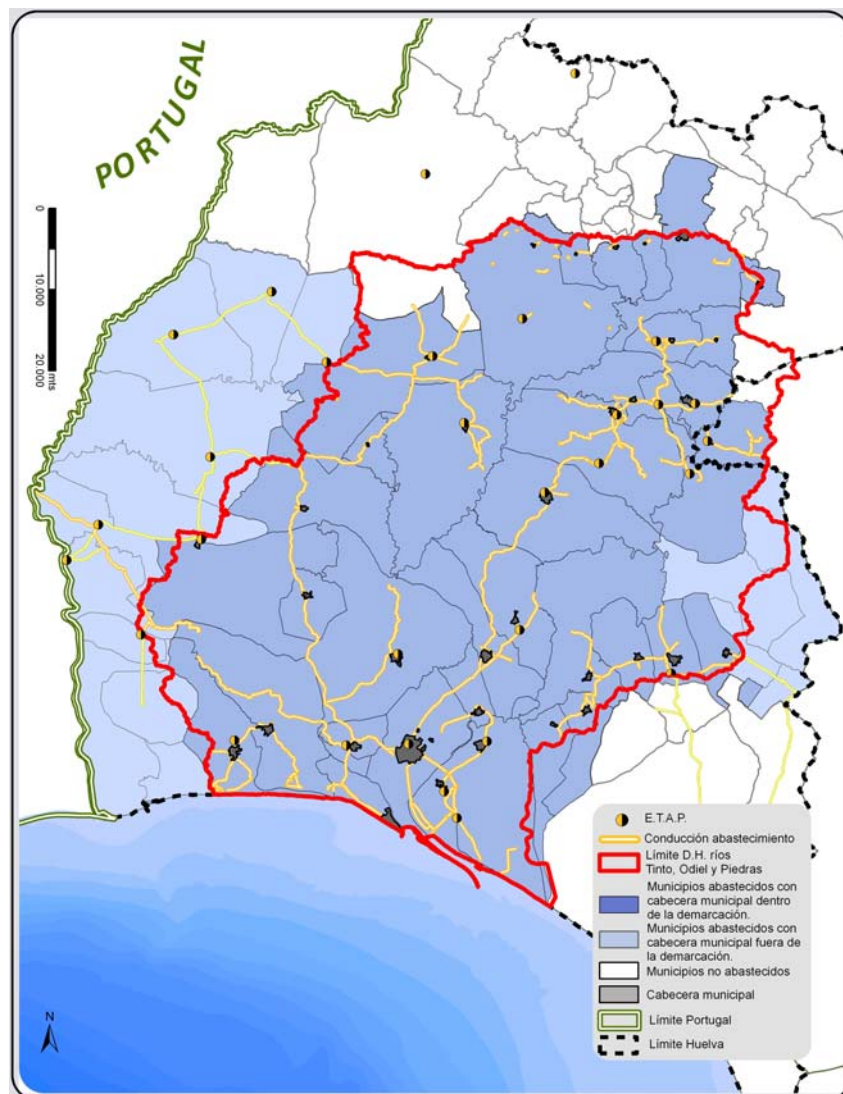 PORTUGAL
0
10.000
20.000
mts
E.T.A.P.
Conducción abastecimiento
Límite D.H. ríos
Tinto, Odiel y Piedras
Municipios abastecidos con
cabecera municipal dentro
de la demarcación.
Municipios abastecidos con
cabecera municipal fuera de
la demarcación.
Municipios no abastecidos
Cabecera municipal
Límite Portugal
Límite Huelva
N